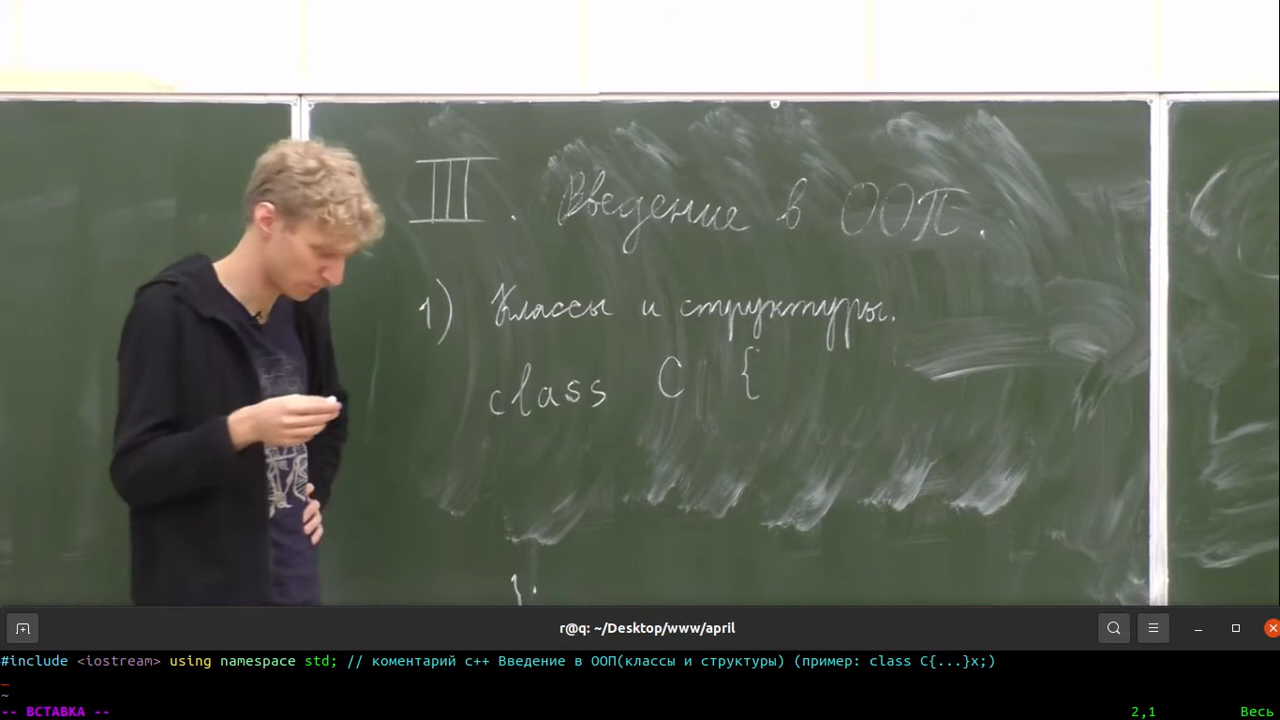 III. Введение в ООП.
1) Классы и структуры.
class C {
};
r@q: ~/Desktop/www/april
#include <iostream> using namespace std; // коментарий c++ Введение в ООП(классы и структуры) (пример: class C{...}x;)
~
-- ВСТАВКА -- 2,1 Весь